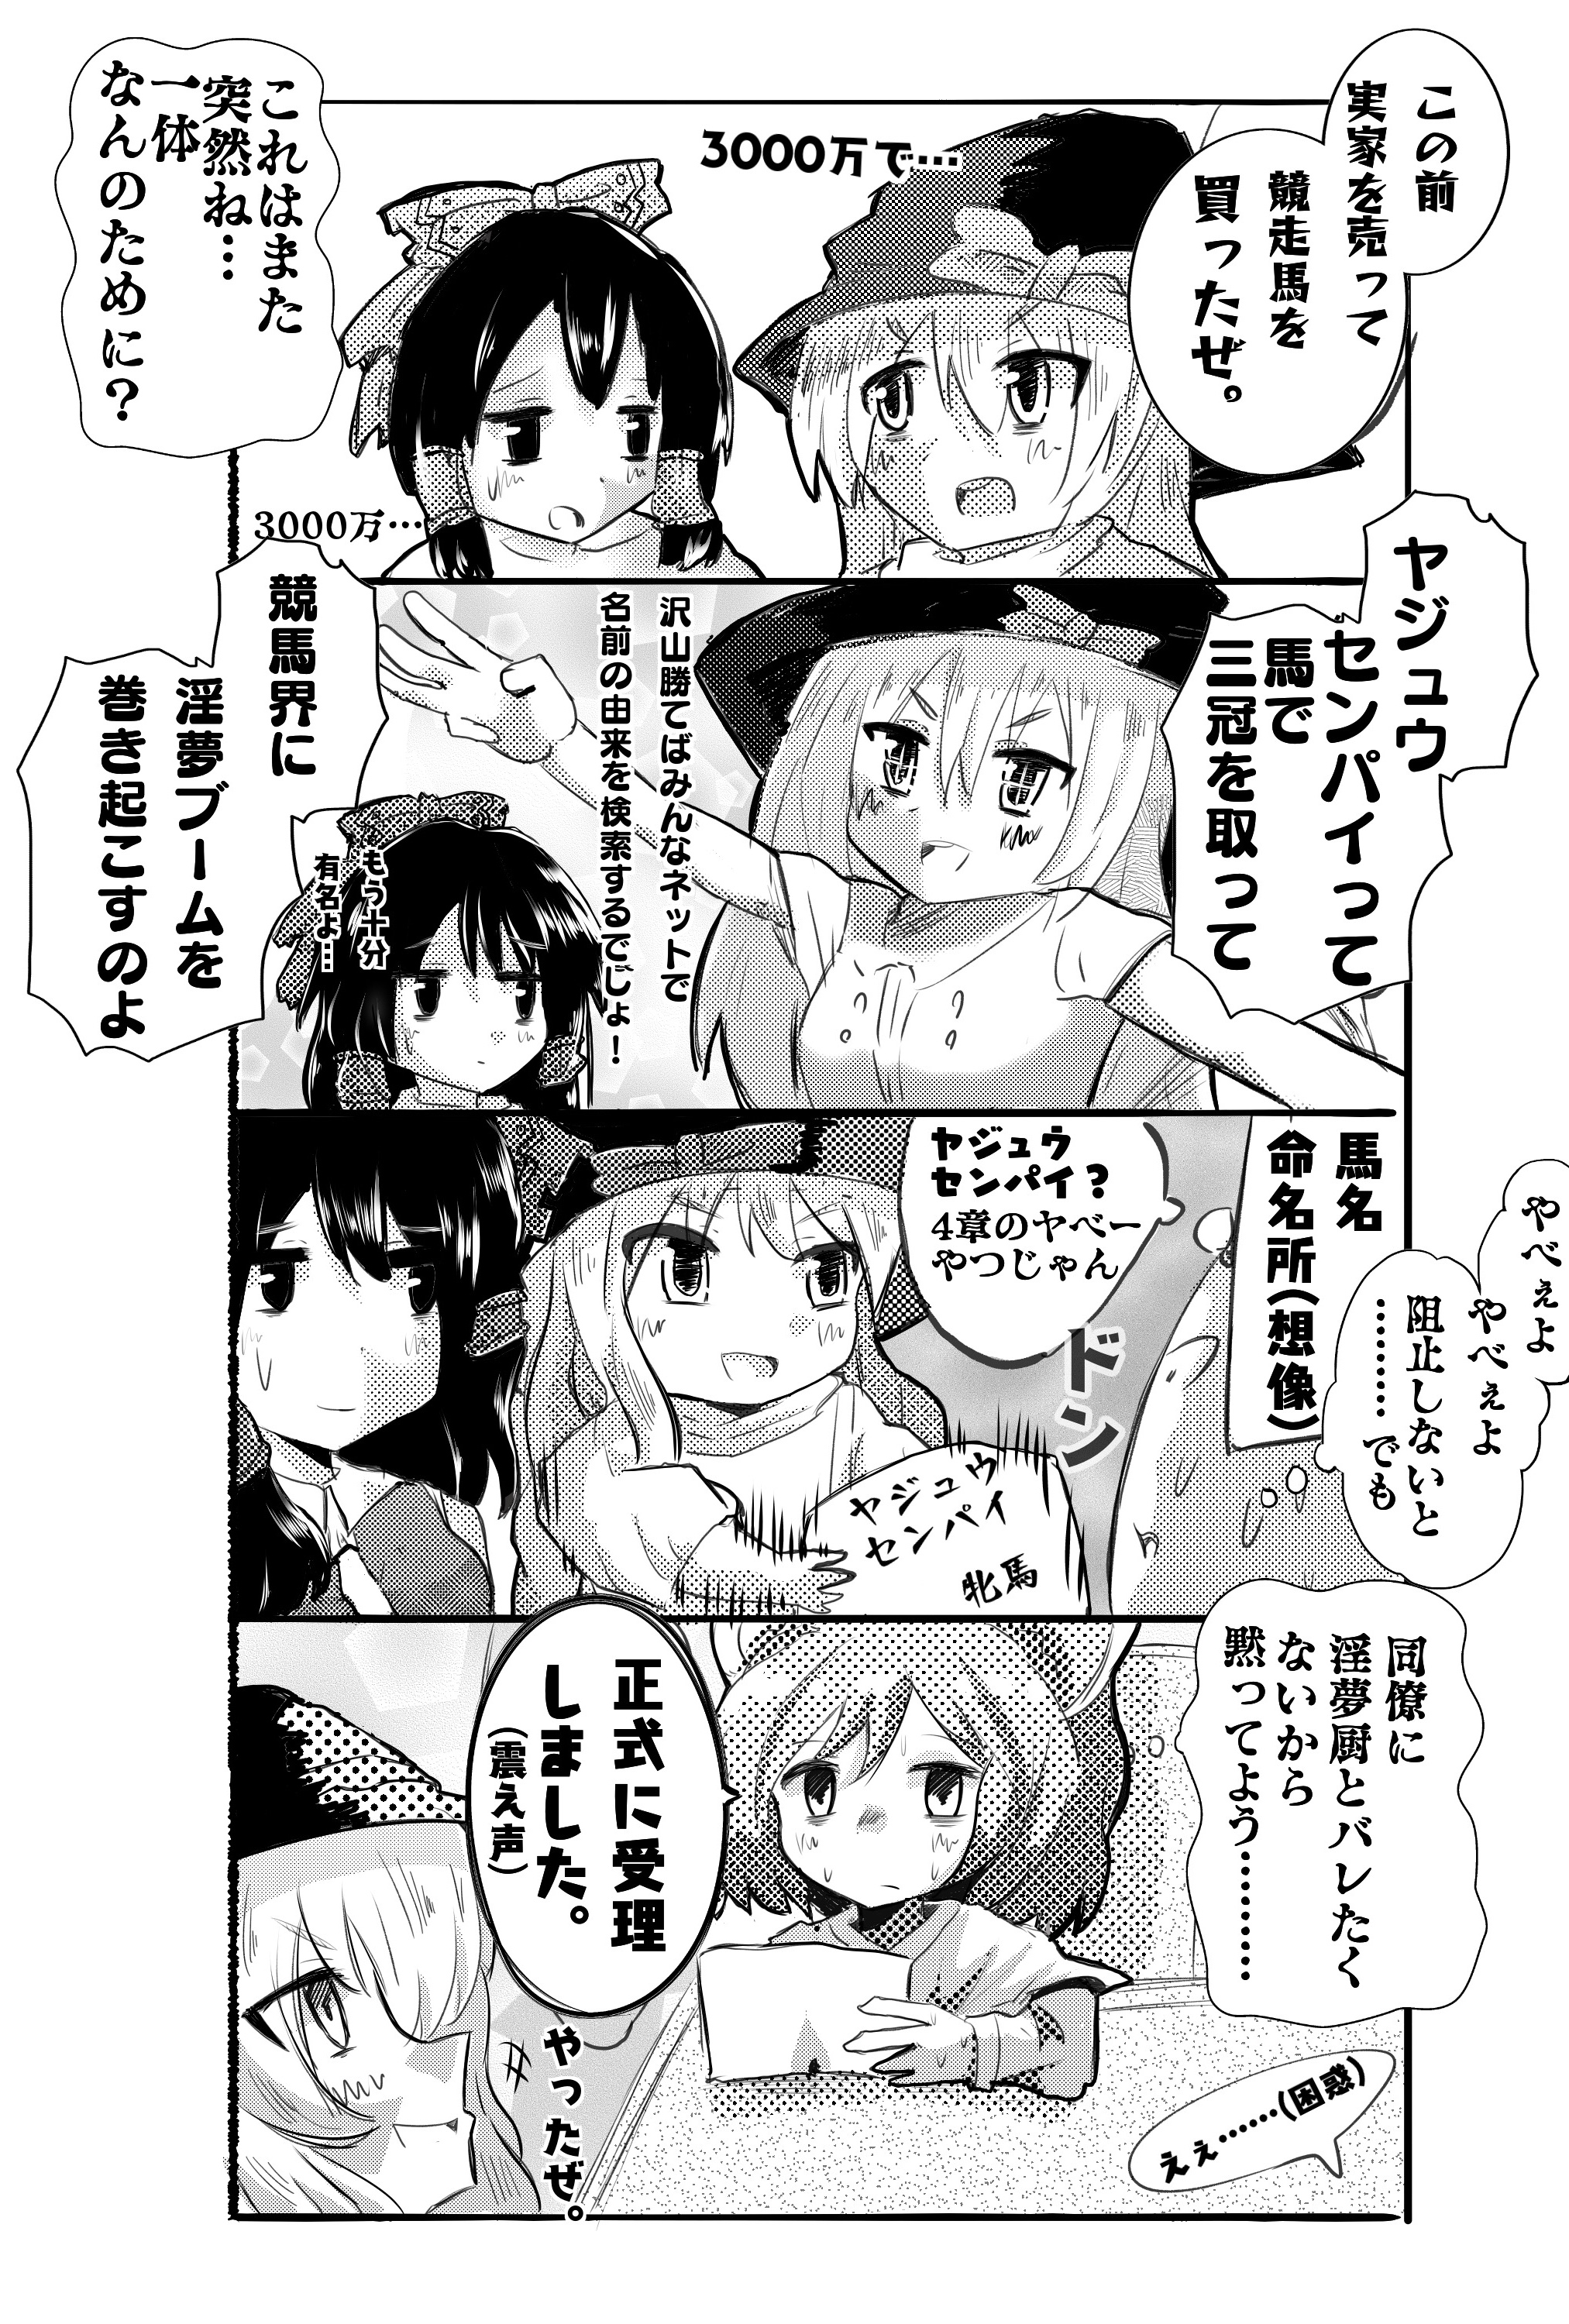 この前
実家を売って
競走馬を
買ったぜ。
3000万で…
これはまた
突然ね…
一体
なんのために？
3000万…
ヤジュウ
センパイって
馬で
三冠を取って
沢山勝てばみんなネットで
名前の由来を検索するでじょ！
競馬界に
淫夢ブームを
巻き起こすのよ
もう十分
有名よ…
馬名
命名所(想像)
ヤジュウ
センパイ？
4章のヤベー
やつじゃん
ドン
ヤジュウ
センパイ
牝馬
やべぇよ
やべぇよ
阻止しないと
………でも
同僚に
淫夢厨とバレたく
ないから
黙ってよう…………
正式に受理
しました。
(震え声)
やったぜ。
えぇ……(困惑)